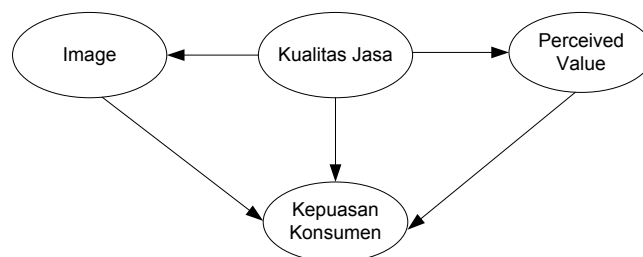 Image
Kualitas Jasa
Perceived
Value
Kepuasan
Konsumen